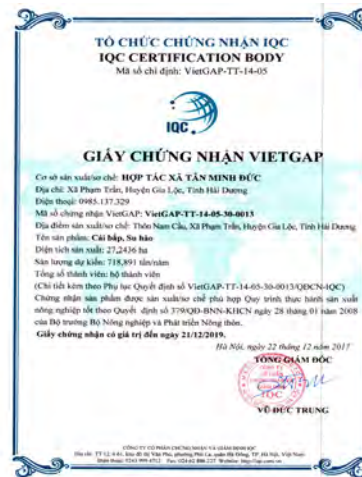 TỔ CHỨC CHỨNG NHẬN IQC
IQC CERTIFICATION BODY
Mã số chỉ định: VietGAP-TT-14-05
IQC
GIẤY CHỨNG NHẬN VIETGAP
Cơ sở sản xuất/sơ chế: HỢP TÁC XÃ TÂN MINH ĐỨC
Địa chỉ: Xã Phạm Trấn, Huyện Gia Lộc, Tỉnh Hải Dương
Điện thoại: 0985.137.329
Mã số chứng nhận VietGAP: VietGAP-TT-14-05-30-0013
Địa điểm sản xuất/sơ chế: Thôn Nam Cầu, Xã Phạm Trấn, Huyện Gia Lộc, Tỉnh Hải Dương
Tên sản phẩm: Cải bắp, Su hào
Diện tích sản xuất: 27,2436 ha
Sản lượng dự kiến: 718,891 tấn/năm
Tổng số thành viên: hộ thành viên
(Chi tiết kèm theo Phụ lục Quyết định số VietGAP-TT-14-05-30-0013/QĐCN-IQC)
Chứng nhận sản phẩm được sản xuất/sơ chế phù hợp Quy trình thực hành sản xuất
nông nghiệp tốt theo Quyết định số 379/QĐ-BNN-KHCN ngày 28 tháng 01 năm 2008
của Bộ trưởng Bộ Nông nghiệp và Phát triển Nông thôn.
Giấy chứng nhận có giá trị đến ngày 21/12/2019.
Hà Nội, ngày 22 tháng 12 năm 2017
TỔNG GIÁM ĐỐC
IQC
VŨ ĐỨC TRUNG
CÔNG TY CỔ PHẦN CHỨNG NHẬN VÀ GIÁM ĐỊNH IQC